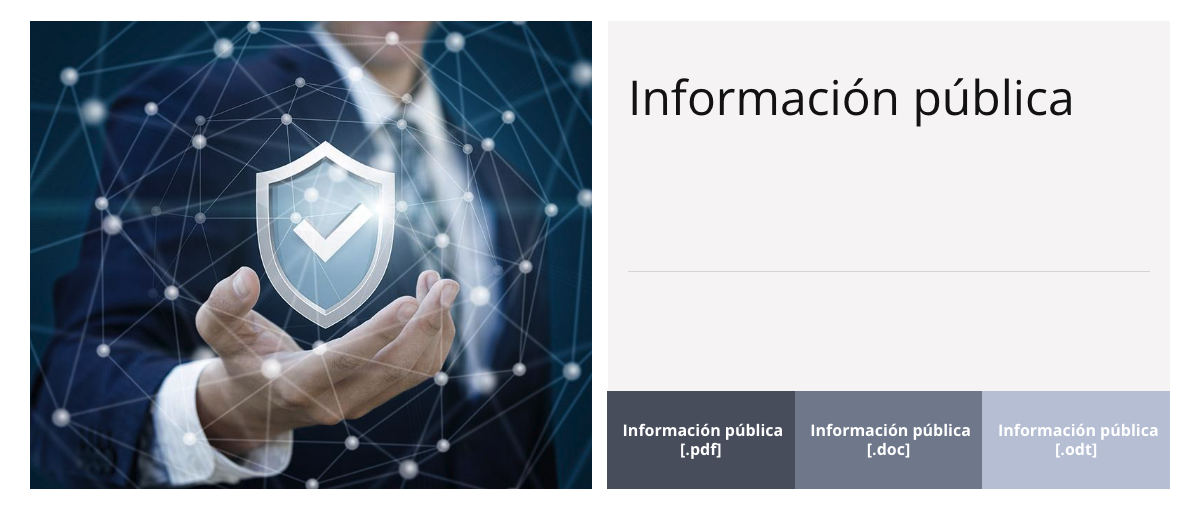 Información pública
Información pública
[.pdf]
Información pública
[.doc]
Información pública
[.odt]